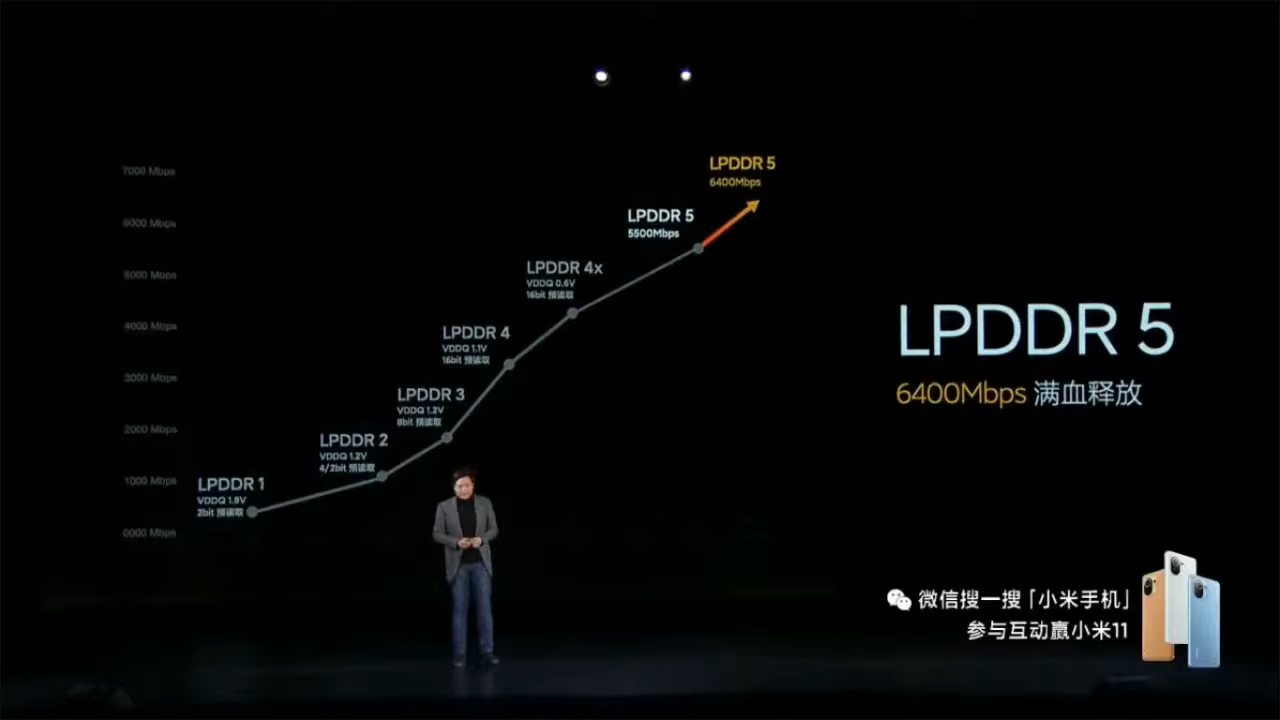 7000 Mbps
6000 Mbps
5000 Mbps
4000 Mbps
3000 Mbps
2000 Mbps
1000 Mbps
0000 Mbps
LPDDR 1
VDDQ 1.8V
2bit 预读取
LPDDR 2
VDDQ 1.2V
4/2bit 预读取
LPDDR 3
VDDQ 1.2V
8bit 预读取
LPDDR 4
VDDQ 1.1V
16bit 预读取
LPDDR 4x
VDDQ 0.6V
16bit 预读取
LPDDR 5
5500Mbps
LPDDR 5
6400Mbps
LPDDR 5
6400Mbps 满血释放
微信搜一搜「小米手机」
参与互动赢小米11